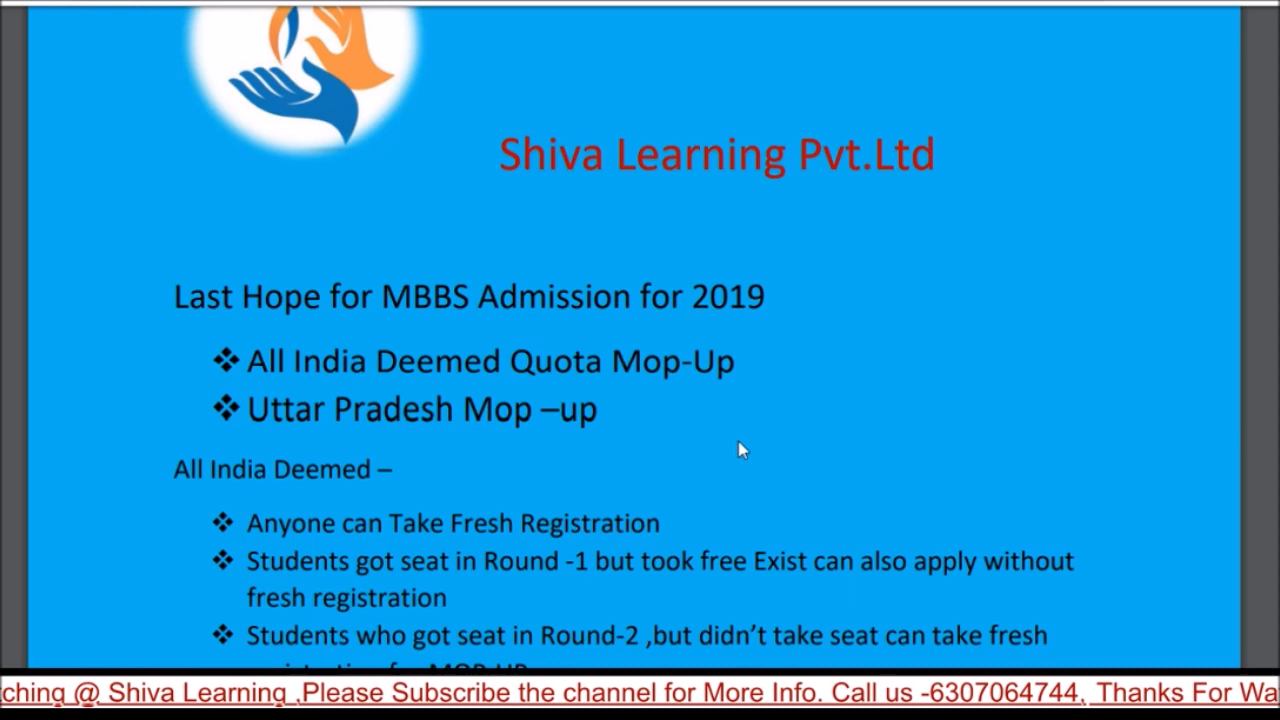 Shiva Learning Pvt.Ltd
Last Hope for MBBS Admission for 2019
❖ All India Deemed Quota Mop-Up
❖ Uttar Pradesh Mop –up
All India Deemed –
❖ Anyone can Take Fresh Registration
❖ Students got seat in Round -1 but took free Exist can also apply without
fresh registration
❖ Students who got seat in Round-2 ,but didn’t take seat can take fresh
ching @ Shiva Learning ,Please Subscribe the channel for More Info. Call us -6307064744, Thanks For Wa